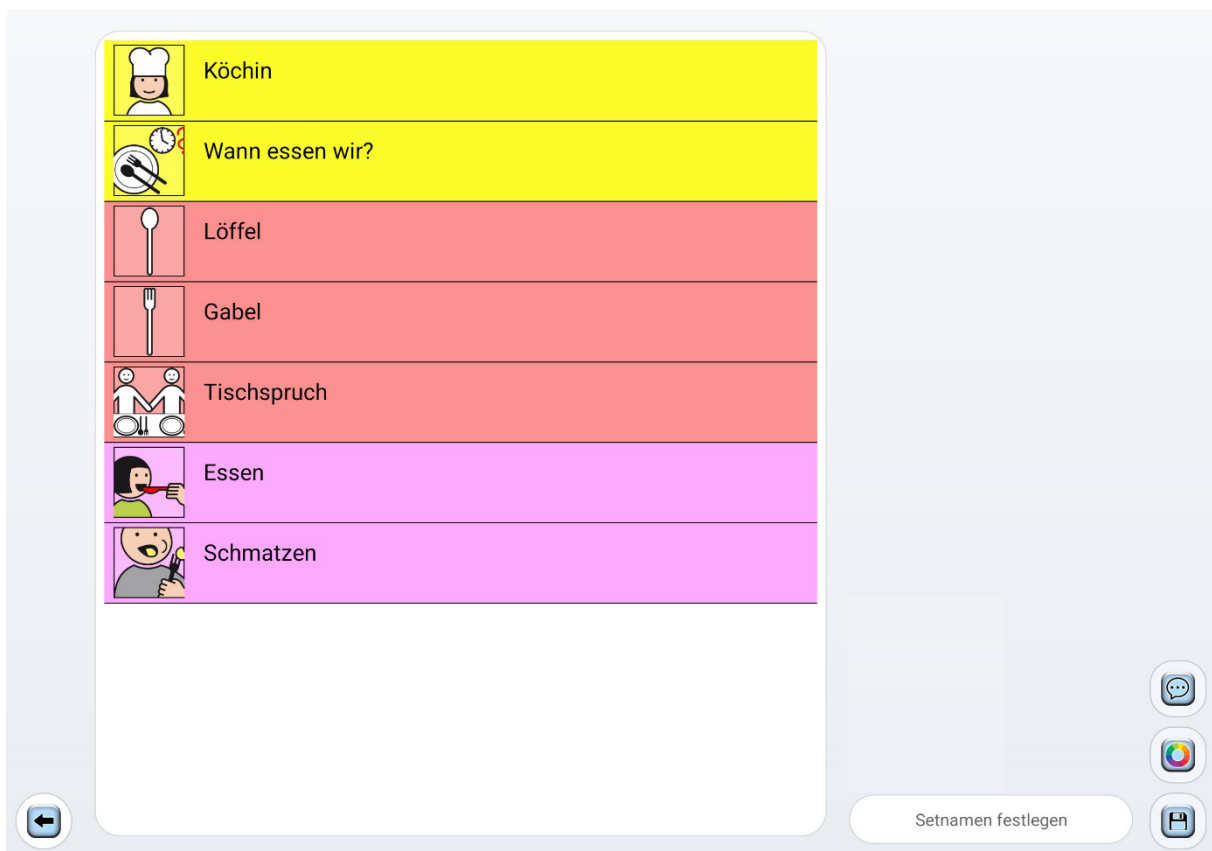 Köchin
Wann essen wir?
Löffel
Gabel
Tischspruch
Essen
Schmatzen
Setnamen festlegen